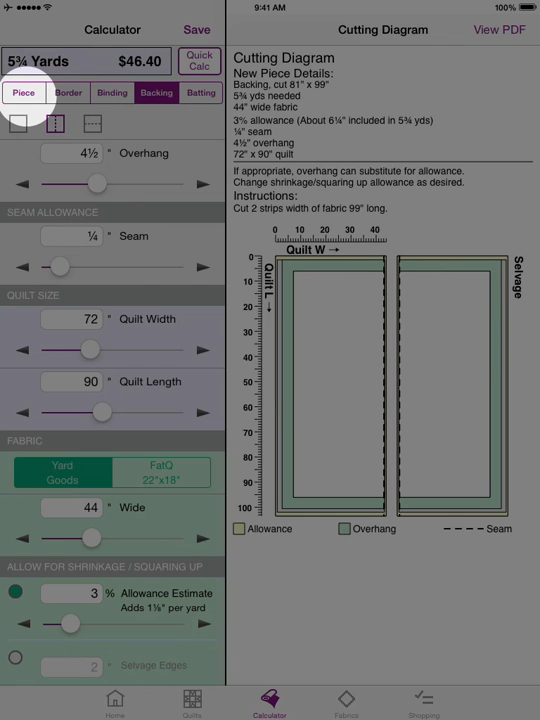 9:41 AM
100%
Calculator
Save
Cutting Diagram
View PDF
5¾ Yards
$46.40
Quick
Calc
Piece
Border
Binding
Backing
Batting
4½ " Overhang
SEAM ALLOWANCE
¼ " Seam
QUILT SIZE
72 " Quilt Width
90 " Quilt Length
FABRIC
Yard
Goods
FatQ
22"x18"
44 " Wide
ALLOW FOR SHRINKAGE / SQUARING UP
3 % Allowance Estimate
Adds 1⅛" per yard
2 " Selvage Edges
Cutting Diagram
New Piece Details:
Backing, cut 81" x 99"
5¾ yds needed
44" wide fabric
3% allowance (About 6¼" included in 5¾ yds)
¼" seam
4½" overhang
72" x 90" quilt
If appropriate, overhang can substitute for allowance.
Change shrinkage/squaring up allowance as desired.
Instructions:
Cut 2 strips width of fabric 99" long.
0 10 20 30 40
Quilt W →
0
10
20
30
40
50
60
70
80
90
100
Quilt L →
Selvage
Allowance
Overhang
Seam
Home
Quilts
Calculator
Fabrics
Shopping